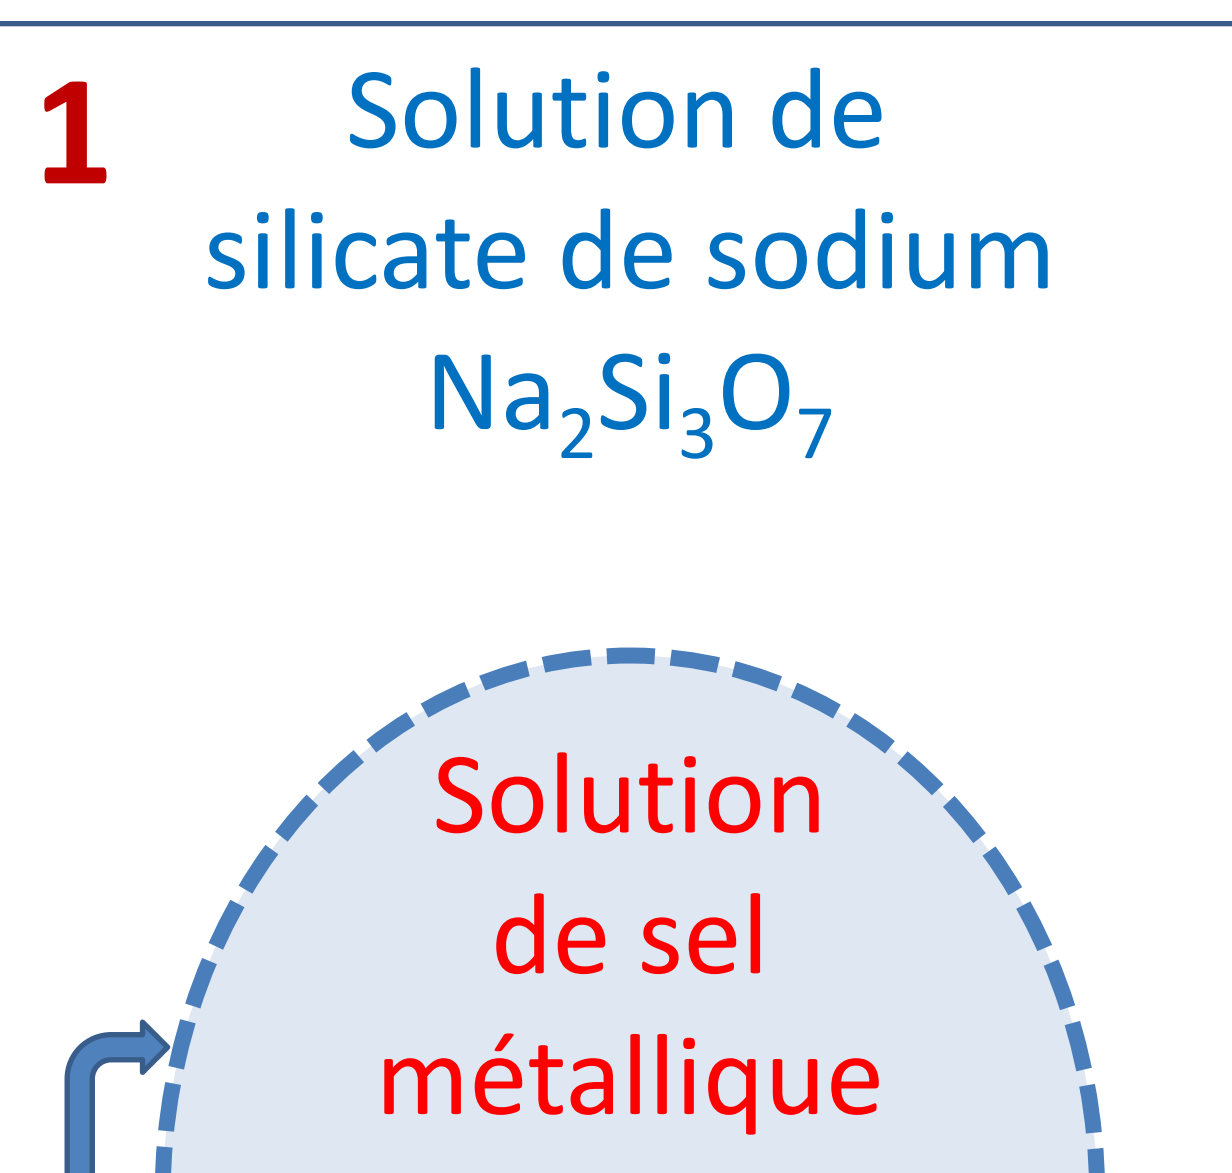 1
Solution de
silicate de sodium
Na₂Si₃O₇
Solution
de sel
métallique